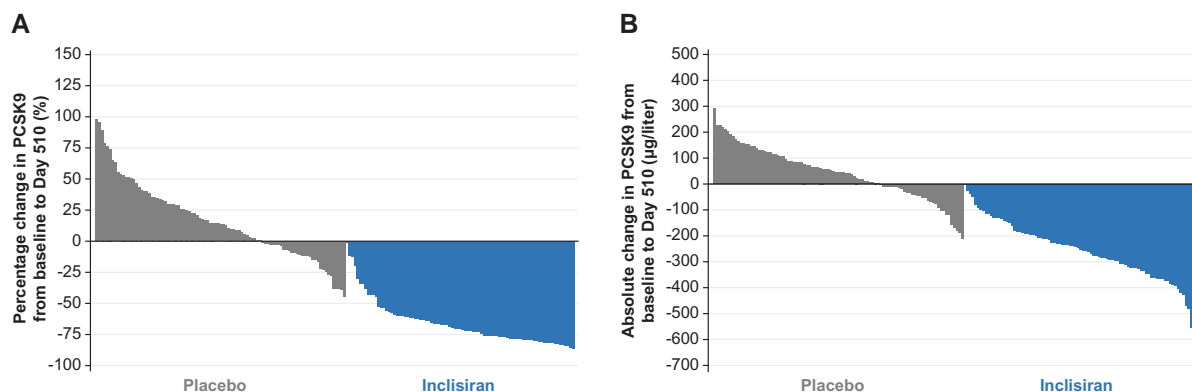 A
Percentage change in PCSK9
from baseline to Day 510 (%)
150
125
100
75
50
25
0
-25
-50
-75
-100
Placebo
Inclisiran
B
Absolute change in PCSK9 from
baseline to Day 510 (µg/liter)
500
400
300
200
100
0
-100
-200
-300
-400
-500
-600
-700
Placebo
Inclisiran